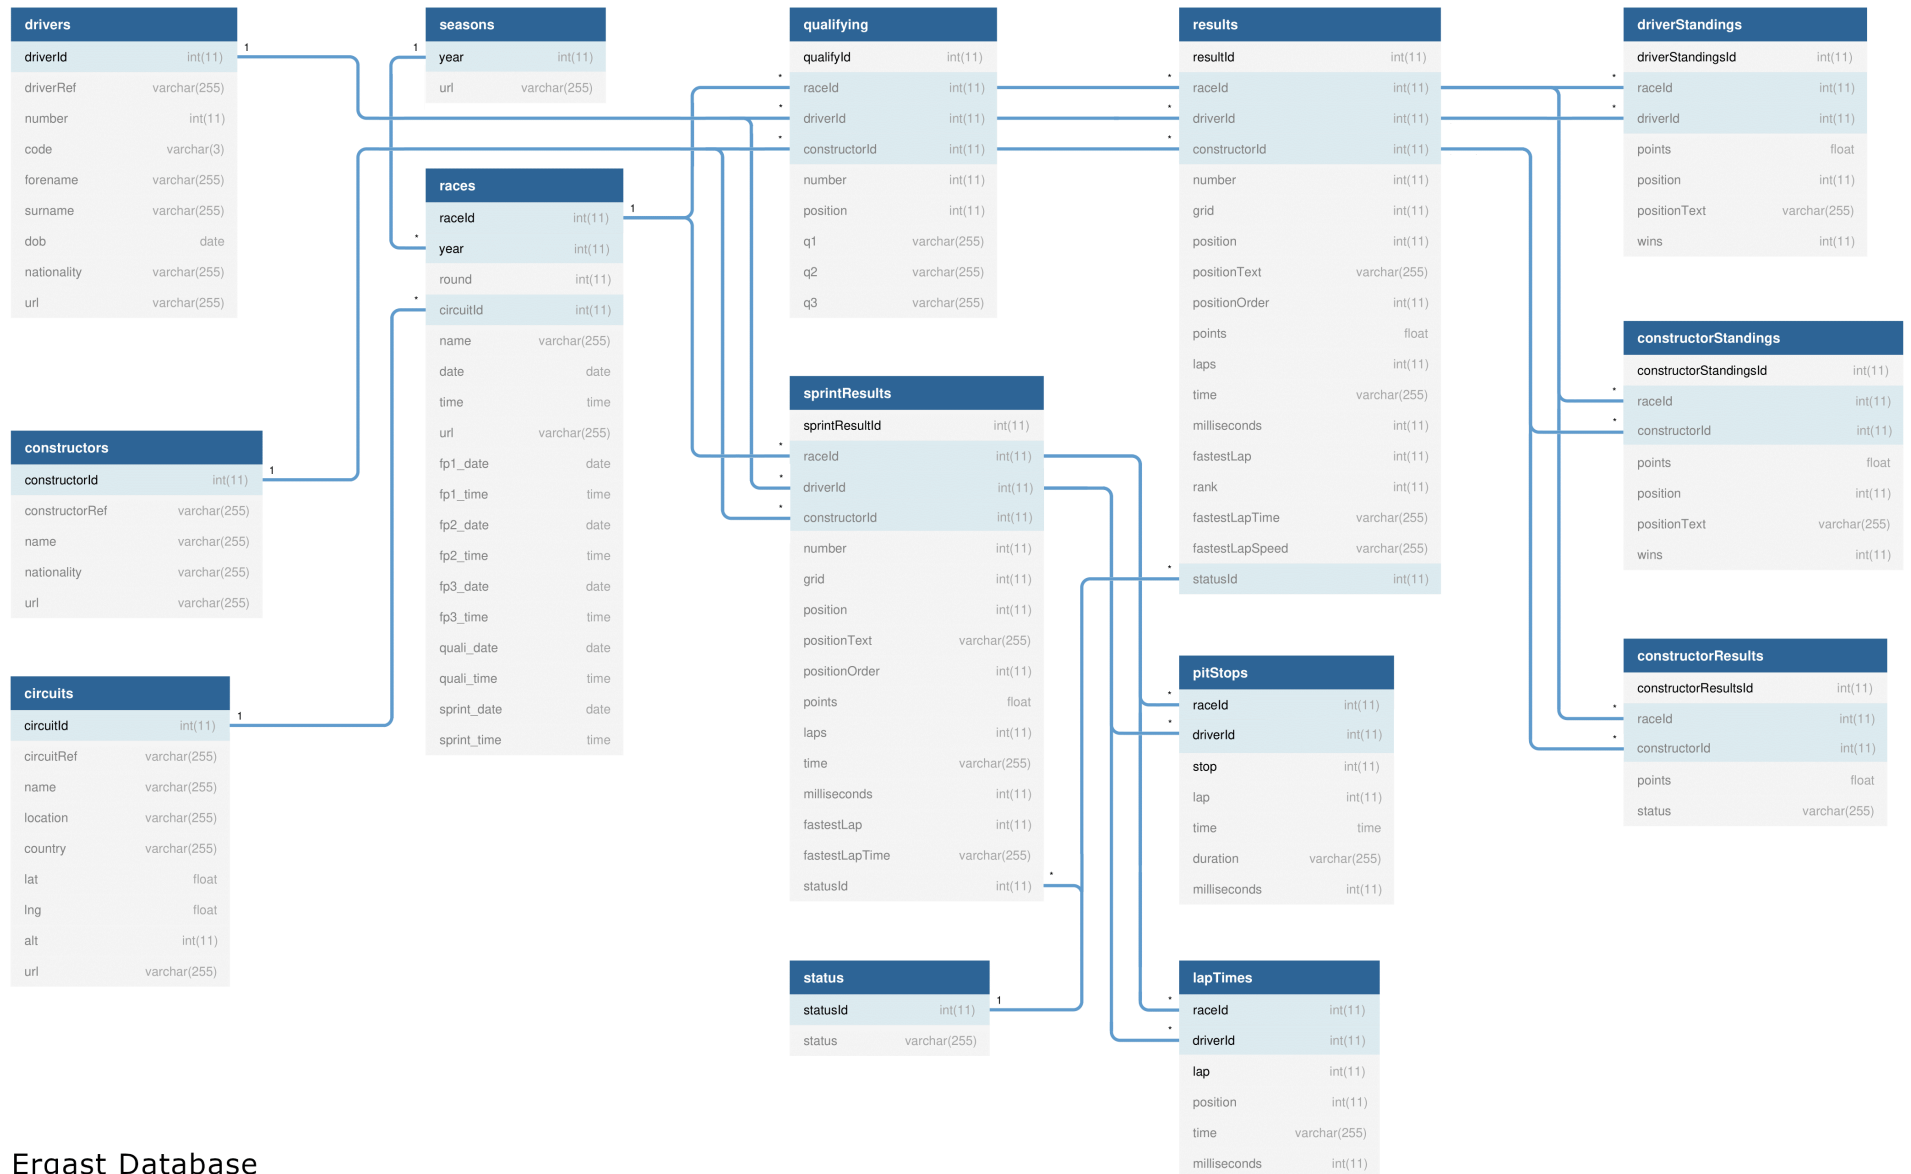 drivers
driverId int(11)
driverRef varchar(255)
number int(11)
code varchar(3)
forename varchar(255)
surname varchar(255)
dob date
nationality varchar(255)
url varchar(255)
1
constructors
constructorId int(11)
constructorRef varchar(255)
name varchar(255)
nationality varchar(255)
url varchar(255)
1
circuits
circuitId int(11)
circuitRef varchar(255)
name varchar(255)
location varchar(255)
country varchar(255)
lat float
lng float
alt int(11)
url varchar(255)
1
seasons
1
year int(11)
url varchar(255)
races
raceId int(11)
1
*
year int(11)
round int(11)
*
circuitId int(11)
name varchar(255)
date date
time time
url varchar(255)
fp1_date date
fp1_time time
fp2_date date
fp2_time time
fp3_date date
fp3_time time
quali_date date
quali_time time
sprint_date date
sprint_time time
qualifying
qualifyId int(11)
*
raceId int(11)
*
driverId int(11)
*
constructorId int(11)
number int(11)
position int(11)
q1 varchar(255)
q2 varchar(255)
q3 varchar(255)
sprintResults
sprintResultId int(11)
*
raceId int(11)
*
driverId int(11)
*
constructorId int(11)
number int(11)
grid int(11)
position int(11)
positionText varchar(255)
positionOrder int(11)
points float
laps int(11)
time varchar(255)
milliseconds int(11)
fastestLap int(11)
fastestLapTime varchar(255)
statusId int(11)
*
status
statusId int(11)
1
status varchar(255)
results
resultId int(11)
*
raceId int(11)
*
driverId int(11)
*
constructorId int(11)
number int(11)
grid int(11)
position int(11)
positionText varchar(255)
positionOrder int(11)
points float
laps int(11)
time varchar(255)
milliseconds int(11)
fastestLap int(11)
rank int(11)
fastestLapTime varchar(255)
fastestLapSpeed varchar(255)
*
statusId int(11)
pitStops
*
raceId int(11)
*
driverId int(11)
stop int(11)
lap int(11)
time time
duration varchar(255)
milliseconds int(11)
lapTimes
*
raceId int(11)
*
driverId int(11)
lap int(11)
position int(11)
time varchar(255)
milliseconds int(11)
driverStandings
driverStandingsId int(11)
*
raceId int(11)
*
driverId int(11)
points float
position int(11)
positionText varchar(255)
wins int(11)
constructorStandings
constructorStandingsId int(11)
*
raceId int(11)
*
constructorId int(11)
points float
position int(11)
positionText varchar(255)
wins int(11)
constructorResults
constructorResultsId int(11)
*
raceId int(11)
*
constructorId int(11)
points float
status varchar(255)
Ergast Database